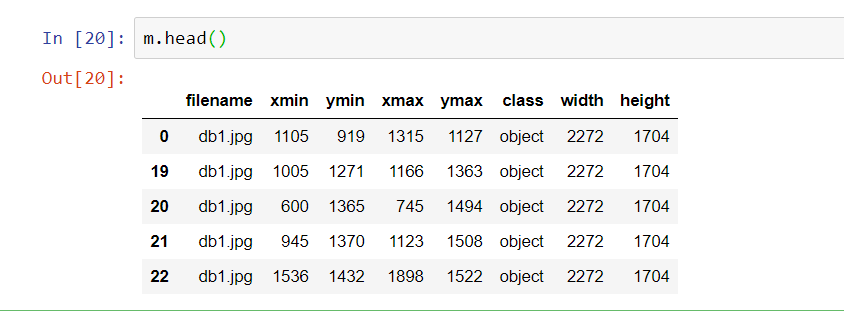 In [20]: m.head()
Out[20]:
filename xmin ymin xmax ymax class width height
0 db1.jpg 1105 919 1315 1127 object 2272 1704
19 db1.jpg 1005 1271 1166 1363 object 2272 1704
20 db1.jpg 600 1365 745 1494 object 2272 1704
21 db1.jpg 945 1370 1123 1508 object 2272 1704
22 db1.jpg 1536 1432 1898 1522 object 2272 1704